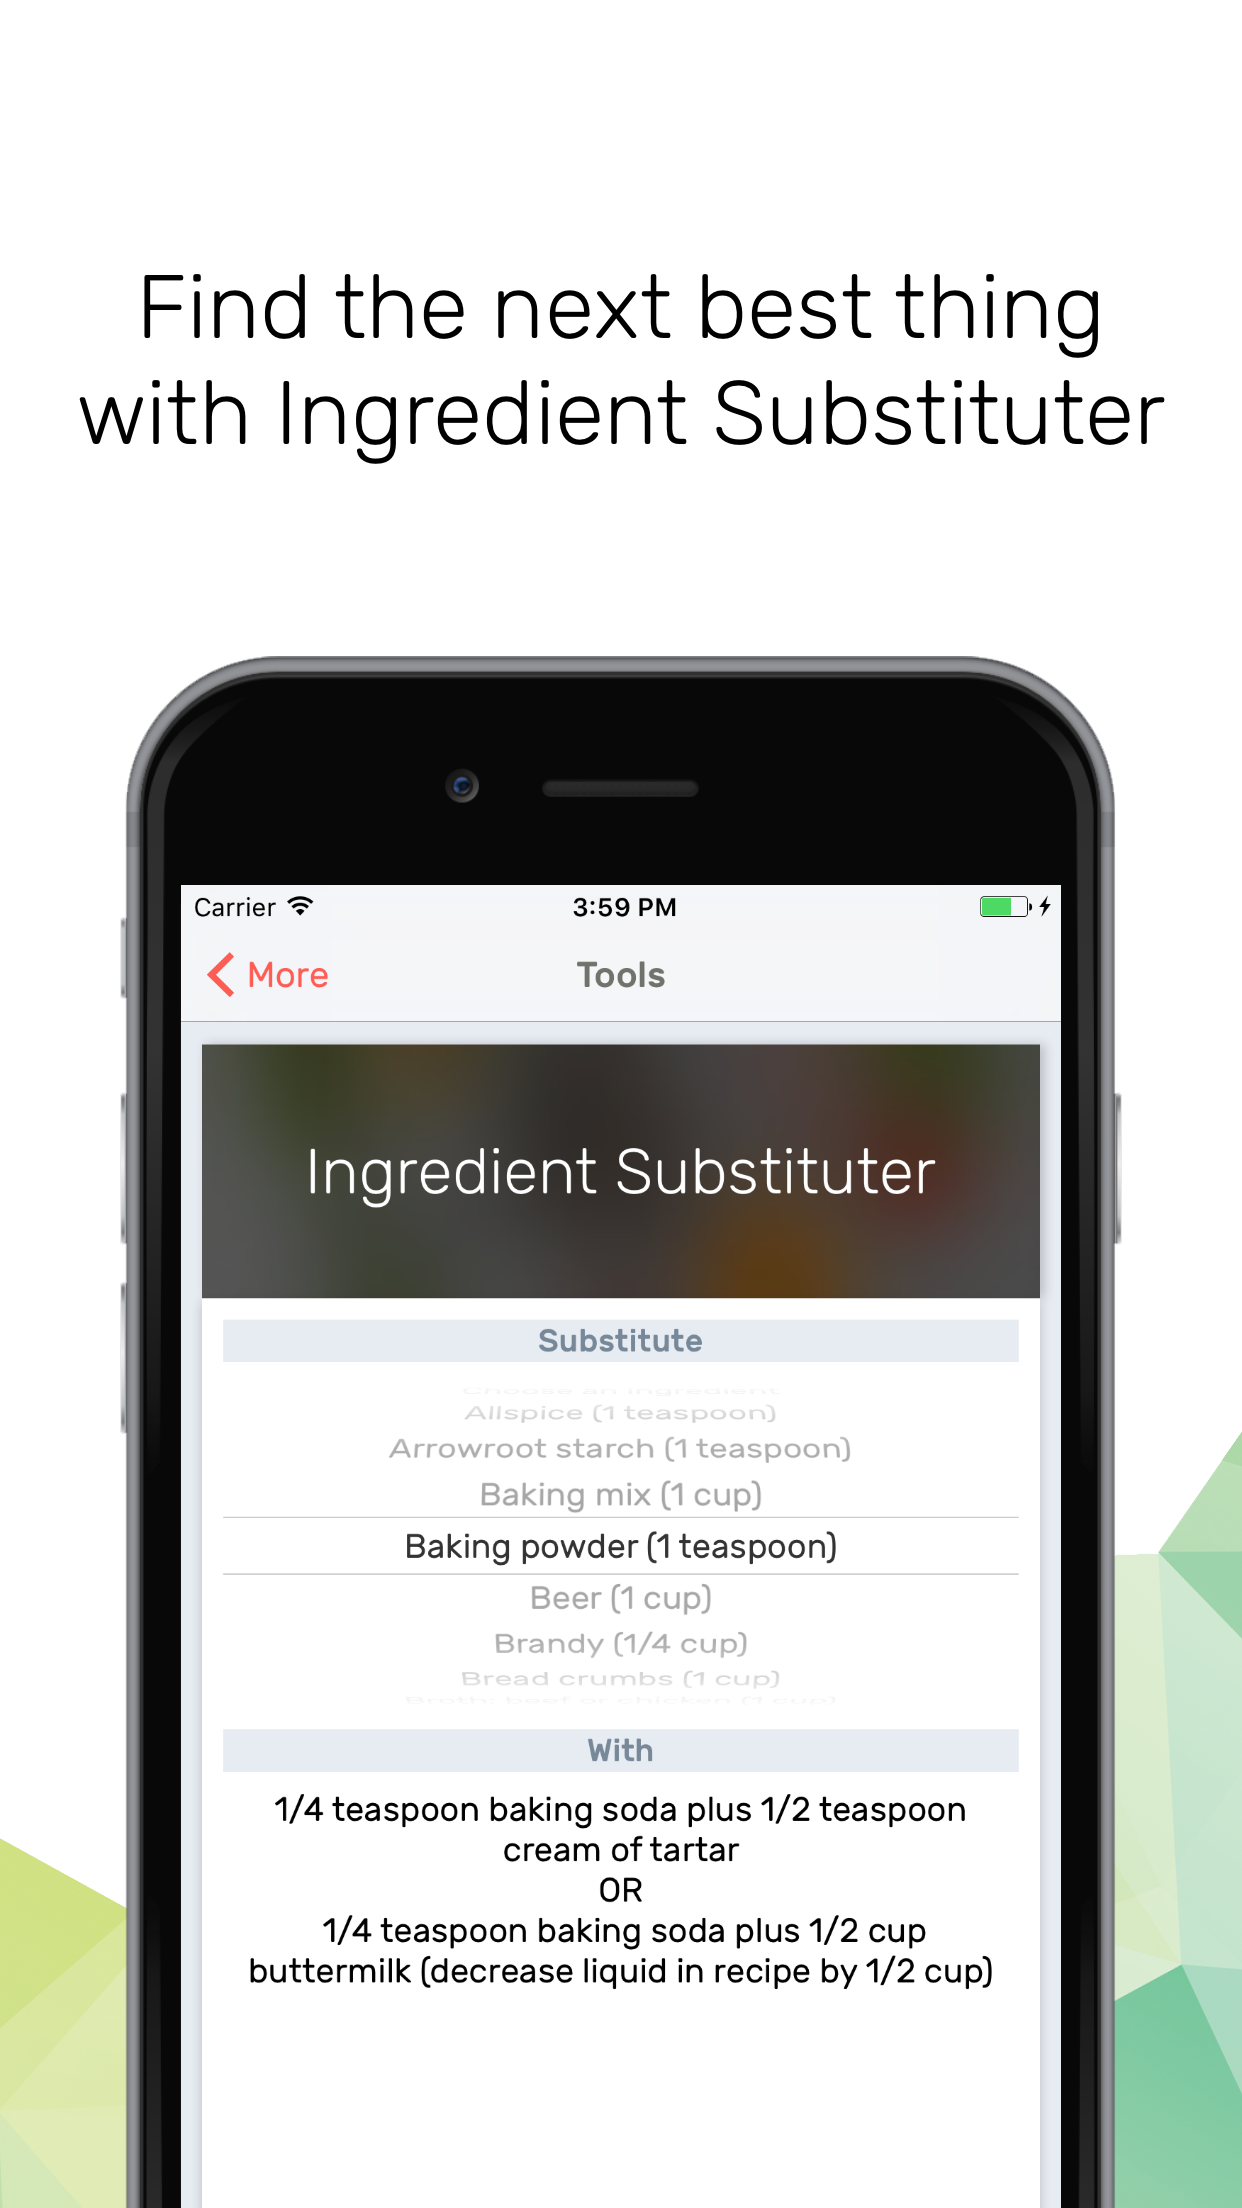 Find the next best thing
with Ingredient Substituter
Carrier
3:59 PM
More
Tools
Ingredient Substituter
Substitute
Choose an ingredient
Allspice (1 teaspoon)
Arrowroot starch (1 teaspoon)
Baking mix (1 cup)
Baking powder (1 teaspoon)
Beer (1 cup)
Brandy (1/4 cup)
Bread crumbs (1 cup)
Broth: beef or chicken (1 cup)
With
1/4 teaspoon baking soda plus 1/2 teaspoon
cream of tartar
OR
1/4 teaspoon baking soda plus 1/2 cup
buttermilk (decrease liquid in recipe by 1/2 cup)